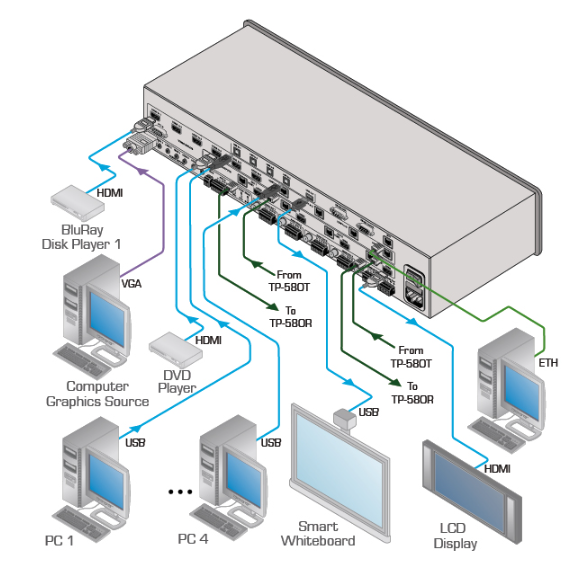 HDMI
BluRay
Disk Player 1
VGA
Computer
Graphics Source
HDMI
DVD
Player
From
TP-580T
To
TP-580R
From
TP-580T
To
TP-580R
ETH
USB
USB
USB
HDMI
PC 1
...
PC 4
Smart
Whiteboard
LCD
Display